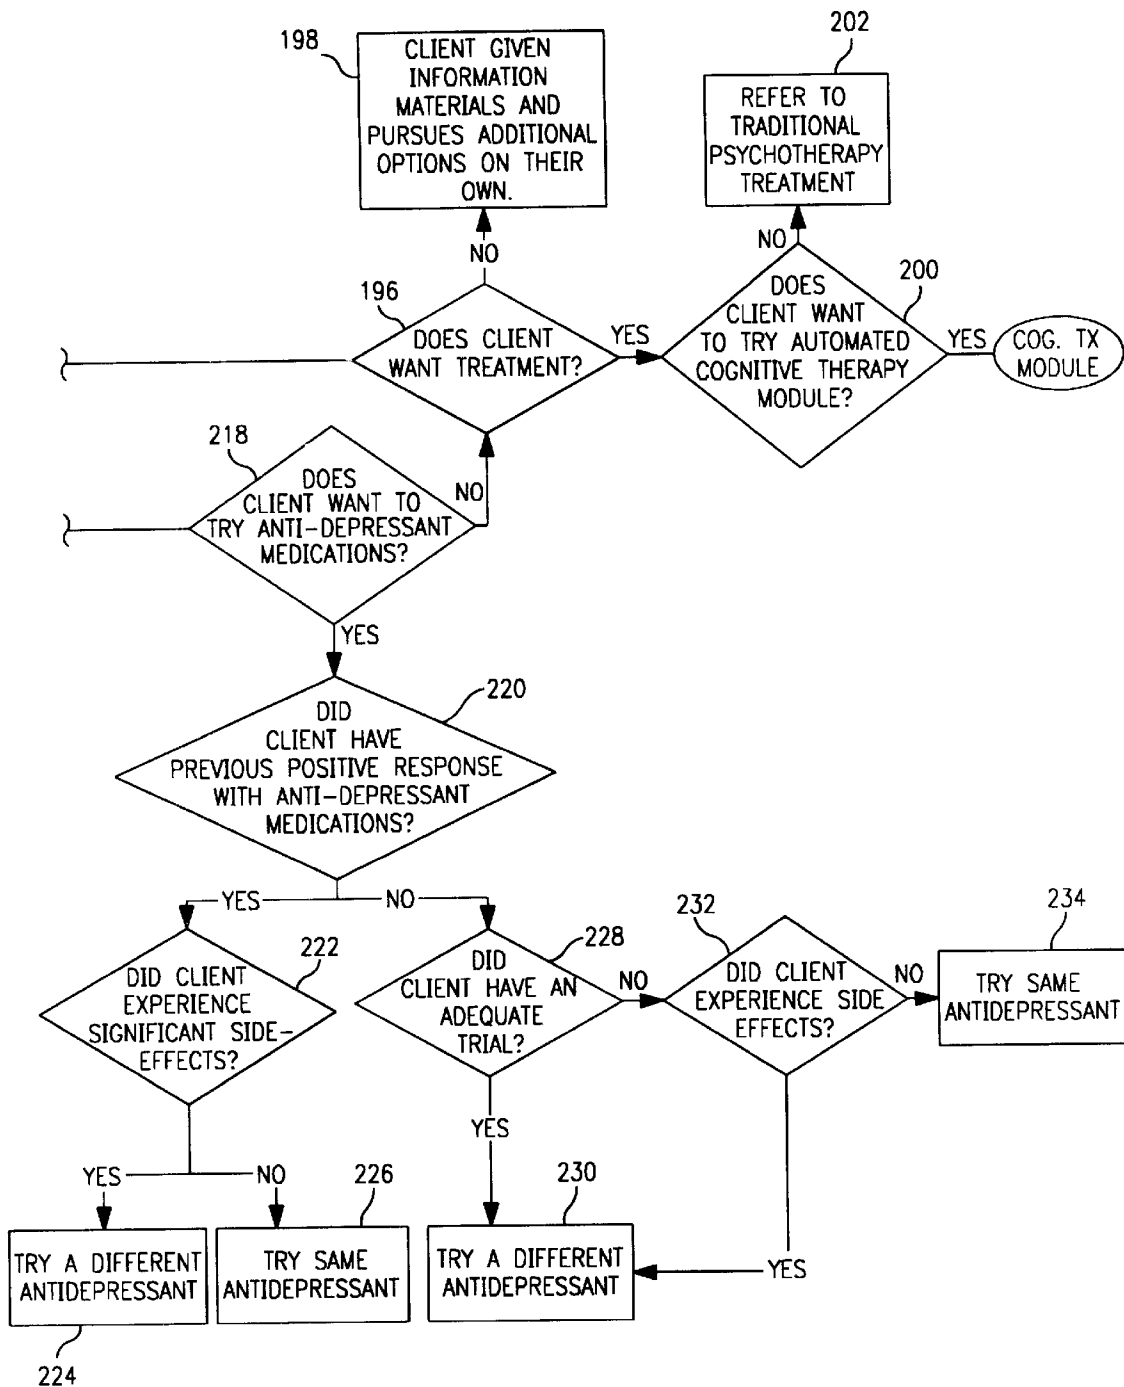 198
CLIENT GIVEN
INFORMATION
MATERIALS AND
PURSUES ADDITIONAL
OPTIONS ON THEIR
OWN.
202
REFER TO
TRADITIONAL
PSYCHOTHERAPY
TREATMENT
NO
NO
196
DOES CLIENT
WANT TREATMENT?
YES
200
DOES
CLIENT WANT
TO TRY AUTOMATED
COGNITIVE THERAPY
MODULE?
YES
COG. TX
MODULE
218
DOES
CLIENT WANT TO
TRY ANTI-DEPRESSANT
MEDICATIONS?
NO
YES
220
DID
CLIENT HAVE
PREVIOUS POSITIVE RESPONSE
WITH ANTI-DEPRESSANT
MEDICATIONS?
YES
NO
222
DID CLIENT
EXPERIENCE
SIGNIFICANT SIDE-
EFFECTS?
228
DID
CLIENT HAVE AN
ADEQUATE
TRIAL?
NO
232
DID CLIENT
EXPERIENCE SIDE
EFFECTS?
NO
234
TRY SAME
ANTIDEPRESSANT
YES
YES
NO
226
230
TRY A DIFFERENT
ANTIDEPRESSANT
TRY SAME
ANTIDEPRESSANT
TRY A DIFFERENT
ANTIDEPRESSANT
YES
224